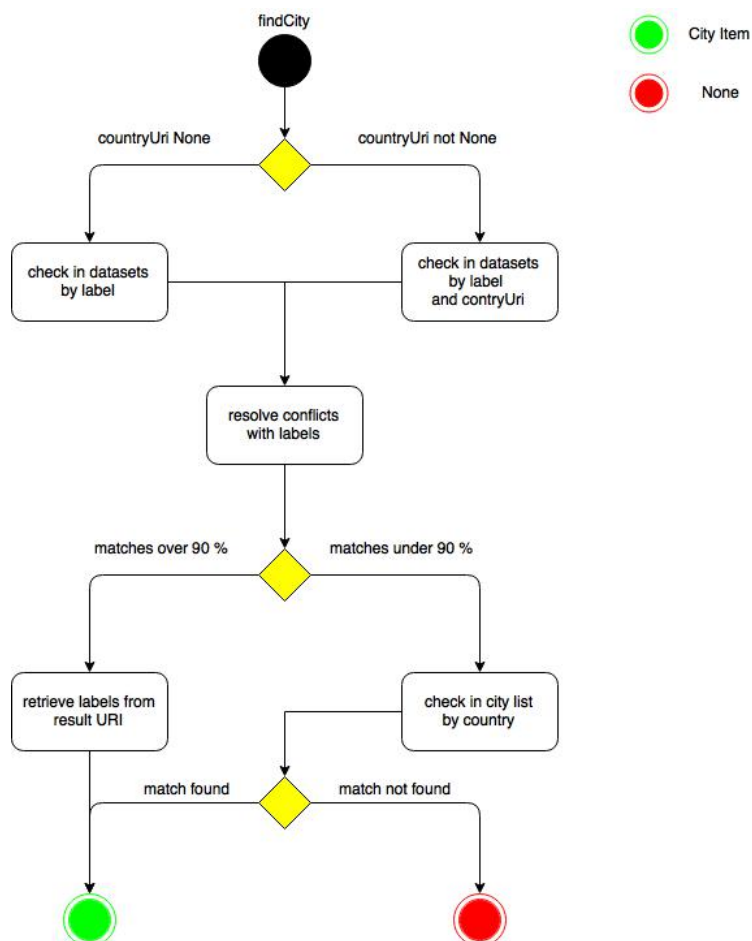 findCity
City Item
None
countryUri None
countryUri not None
check in datasets
by label
check in datasets
by label
and contryUri
resolve conflicts
with labels
matches over 90 %
matches under 90 %
retrieve labels from
result URI
check in city list
by country
match found
match not found